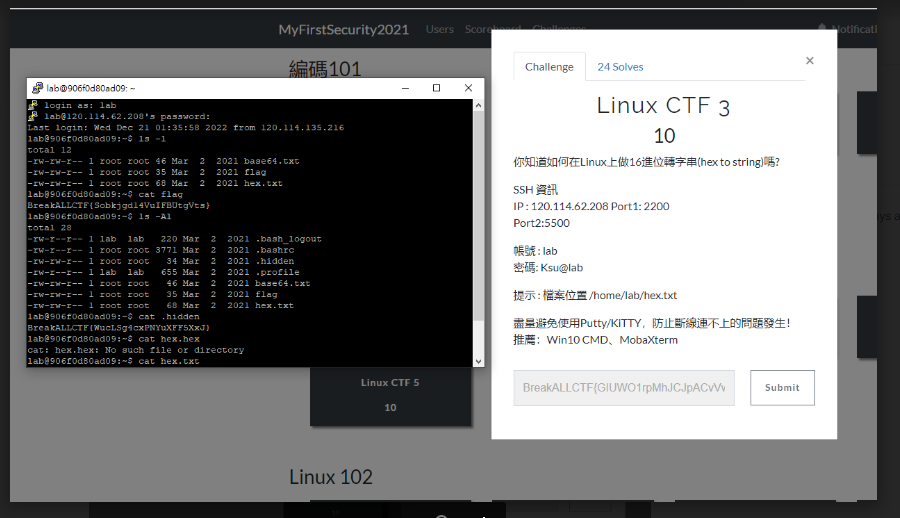 MyFirstSecurity2021 Users Scoreboard Challenges Notificati
編碼101
lab@906f0d80ad09: ~
login as: lab
lab@120.114.62.208's password:
Last login: Wed Dec 21 01:35:58 2022 from 120.114.135.216
lab@906f0d80ad09:~$ ls -l
total 12
-rw-rw-r-- 1 root root 46 Mar 2 2021 base64.txt
-rw-rw-r-- 1 root root 35 Mar 2 2021 flag
-rw-rw-r-- 1 root root 68 Mar 2 2021 hex.txt
lab@906f0d80ad09:~$ cat flag
lab@906f0d80ad09:~$ ls -Al
total 28
-rw-r--r-- 1 lab lab 220 Mar 2 2021 .bash_logout
-rw-rw-r-- 1 root root 3771 Mar 2 2021 .bashrc
-rw-rw-r-- 1 root root 34 Mar 2 2021 .hidden
-rw-r--r-- 1 lab lab 655 Mar 2 2021 .profile
-rw-rw-r-- 1 root root 46 Mar 2 2021 base64.txt
-rw-rw-r-- 1 root root 35 Mar 2 2021 flag
-rw-rw-r-- 1 root root 68 Mar 2 2021 hex.txt
lab@906f0d80ad09:~$ cat .hidden
lab@906f0d80ad09:~$ cat hex.hex
cat: hex.hex: No such file or directory
lab@906f0d80ad09:~$ cat hex.txt
Linux CTF 5
10
Linux 102
Challenge 24 Solves
×
Linux CTF 3
10
你知道如何在Linux上做16進位轉字串(hex to string)嗎?
SSH 資訊
IP : 120.114.62.208 Port1: 2200
Port2:5500
帳號 : lab
密碼: Ksu@lab
提示 : 檔案位置 /home/lab/hex.txt
盡量避免使用Putty/KiTTY，防止斷線連不上的問題發生！
推薦：Win10 CMD、MobaXterm
Submit